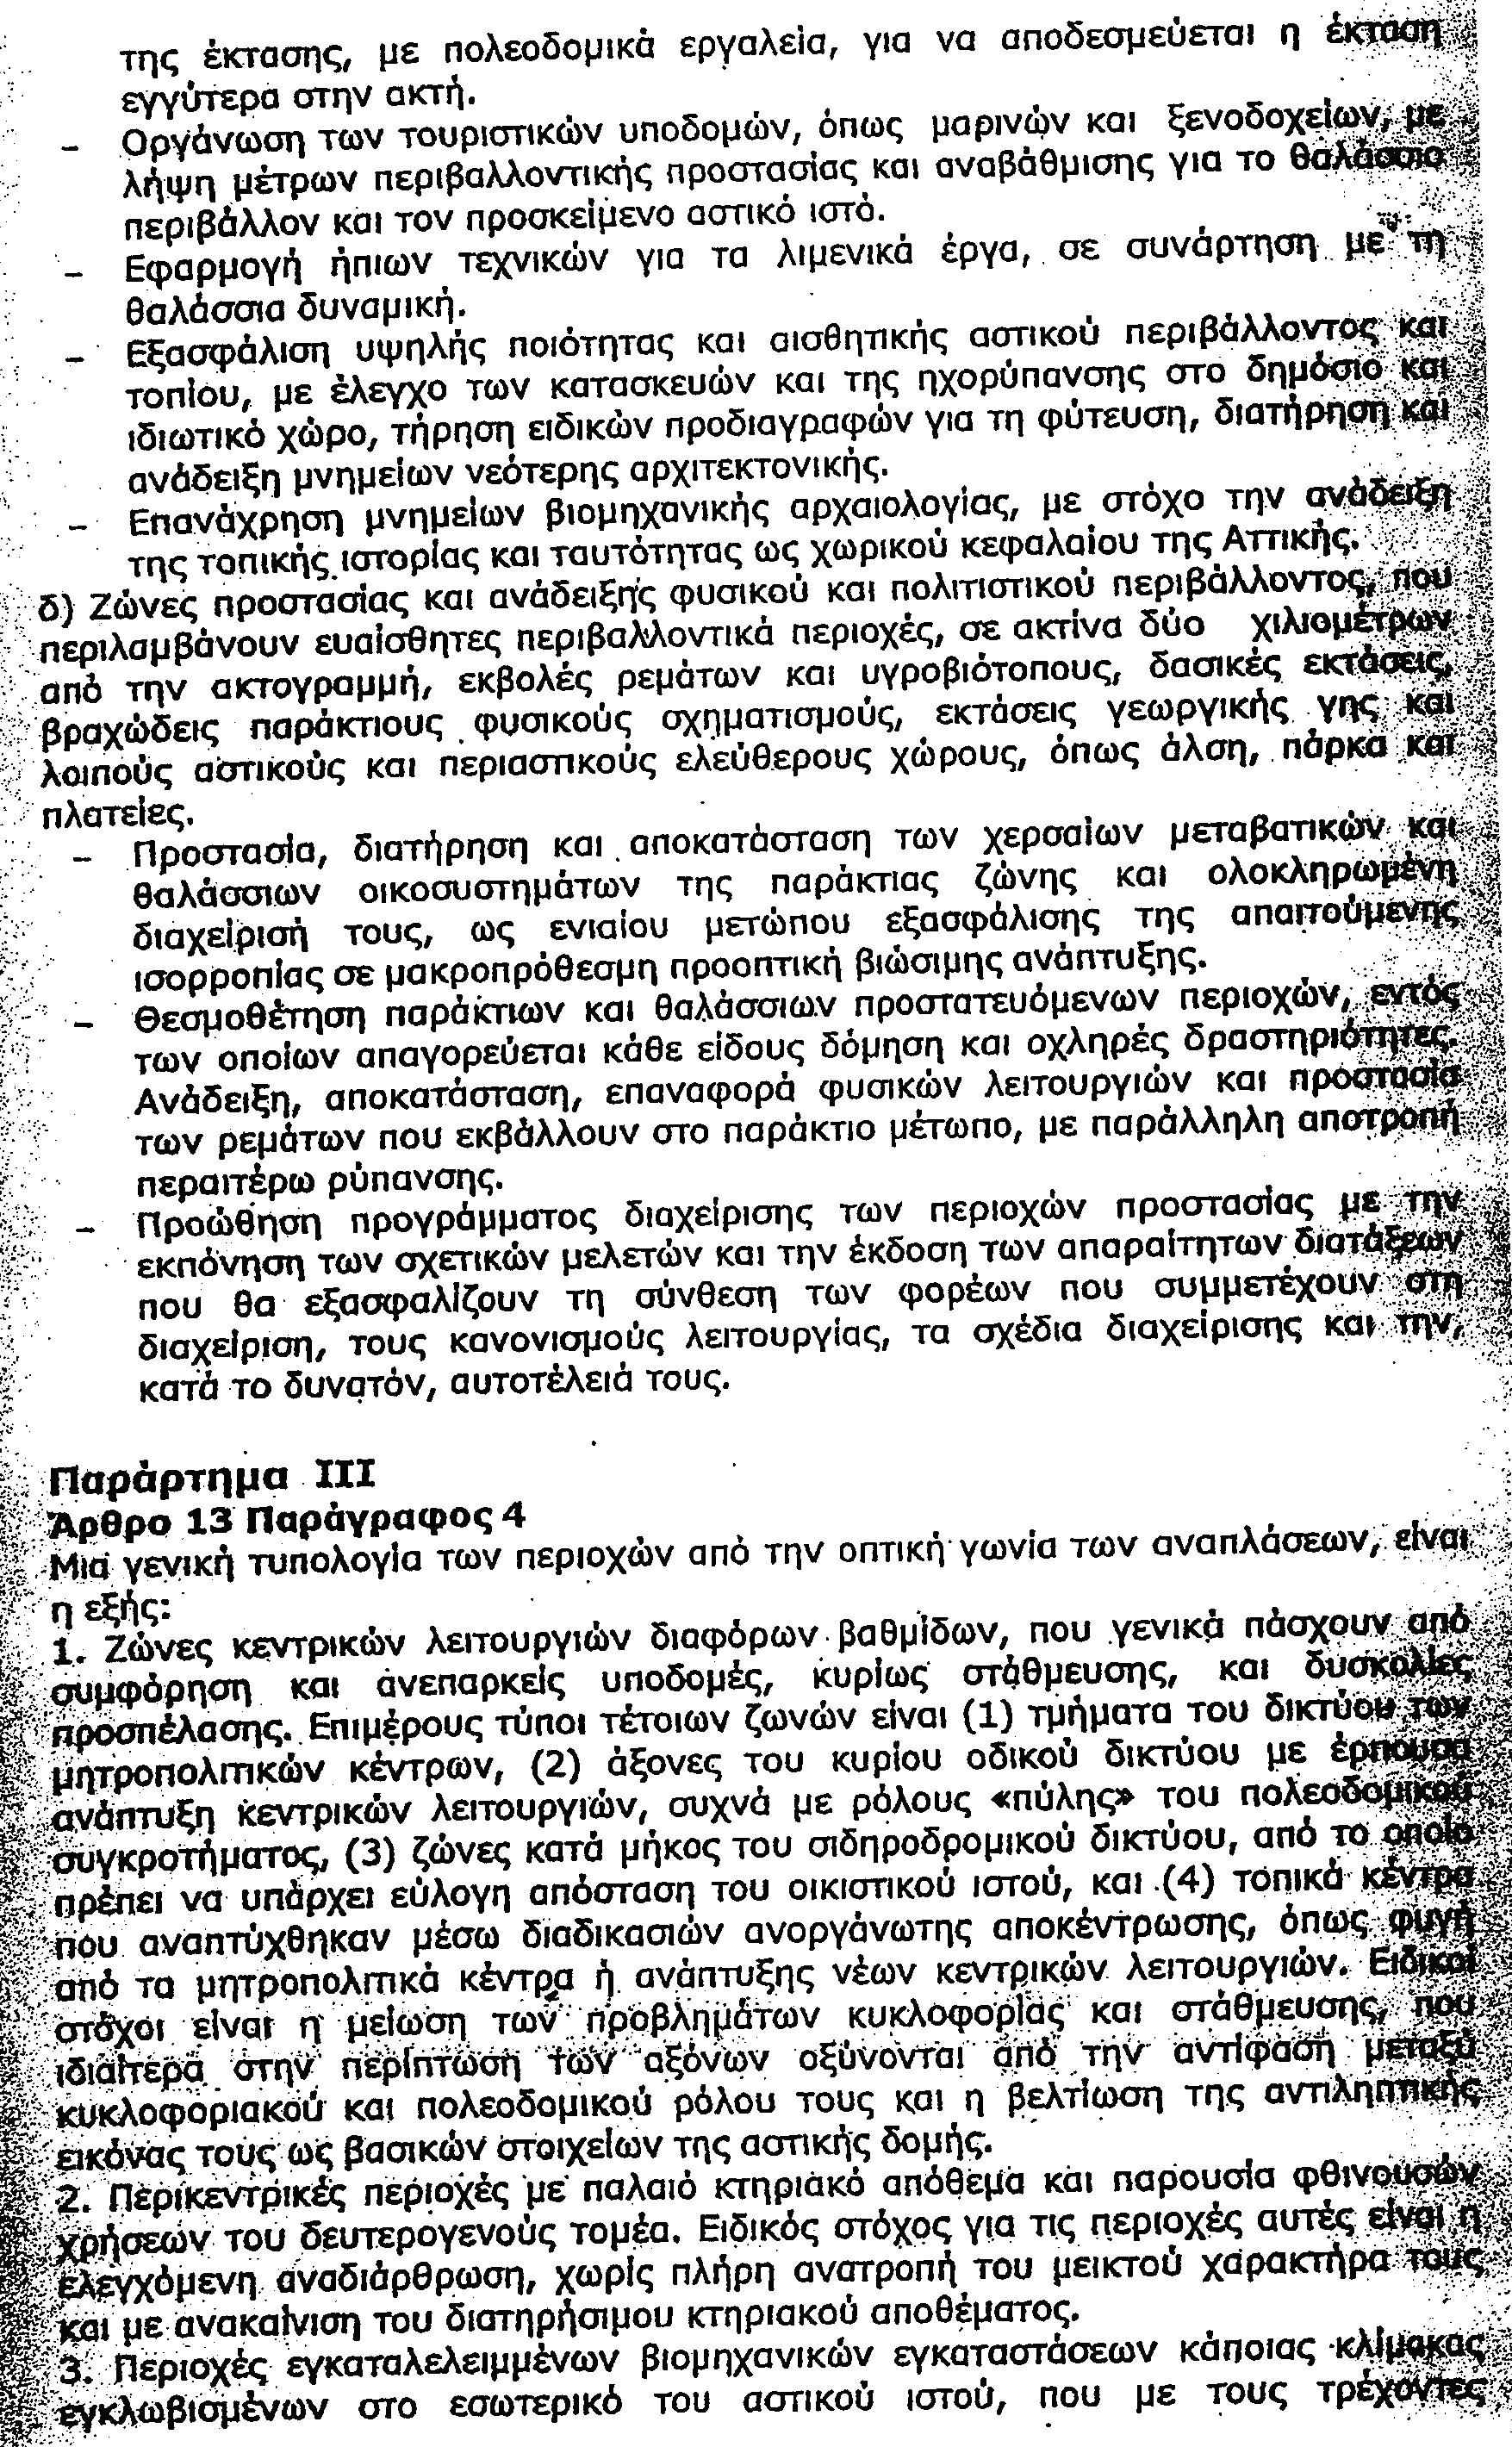 της έκτασης, με πολεοδομικά εργαλεία, για να αποδεσμεύεται η έκταση
εγγύτερα στην ακτή.
- Οργάνωση των τουριστικών υποδομών, όπως μαρινών και ξενοδοχείων, με
λήψη μέτρων περιβαλλοντικής προστασίας και αναβάθμισης για το θαλάσσιο
περιβάλλον και τον προσκείμενο αστικό ιστό.
- Εφαρμογή ήπιων τεχνικών για τα λιμενικά έργα, σε συνάρτηση με τη
θαλάσσια δυναμική.
- Εξασφάλιση υψηλής ποιότητας και αισθητικής αστικού περιβάλλοντος και
τοπίου, με έλεγχο των κατασκευών και της ηχορύπανσης στο δημόσιο και
ιδιωτικό χώρο, τήρηση ειδικών προδιαγραφών για τη φύτευση, διατήρηση και
ανάδειξη μνημείων νεότερης αρχιτεκτονικής.
- Επανάχρηση μνημείων βιομηχανικής αρχαιολογίας, με στόχο την ανάδειξη
της τοπικής ιστορίας και ταυτότητας ως χωρικού κεφαλαίου της Αττικής.
δ) Ζώνες προστασίας και ανάδειξης φυσικού και πολιτιστικού περιβάλλοντος, που
περιλαμβάνουν ευαίσθητες περιβαλλοντικά περιοχές, σε ακτίνα δύο χιλιομέτρων
από την ακτογραμμή, εκβολές ρεμάτων και υγροβιότοπους, δασικές εκτάσεις,
βραχώδεις παράκτιους φυσικούς σχηματισμούς, εκτάσεις γεωργικής γης και
λοιπούς αστικούς και περιαστικούς ελεύθερους χώρους, όπως άλση, πάρκα και
πλατείες.
- Προστασία, διατήρηση και αποκατάσταση των χερσαίων μεταβατικών και
θαλάσσιων οικοσυστημάτων της παράκτιας ζώνης και ολοκληρωμένη
διαχείρισή τους, ως ενιαίου μετώπου εξασφάλισης της απαιτούμενης
ισορροπίας σε μακροπρόθεσμη προοπτική βιώσιμης ανάπτυξης.
- Θεσμοθέτηση παράκτιων και θαλάσσιων προστατευόμενων περιοχών, εντός
των οποίων απαγορεύεται κάθε είδους δόμηση και οχληρές δραστηριότητες.
Ανάδειξη, αποκατάσταση, επαναφορά φυσικών λειτουργιών και προστασία
των ρεμάτων που εκβάλλουν στο παράκτιο μέτωπο, με παράλληλη αποτροπή
περαιτέρω ρύπανσης.
- Προώθηση προγράμματος διαχείρισης των περιοχών προστασίας με την
εκπόνηση των σχετικών μελετών και την έκδοση των απαραίτητων διατάξεων
που θα εξασφαλίζουν τη σύνθεση των φορέων που συμμετέχουν στη
διαχείριση, τους κανονισμούς λειτουργίας, τα σχέδια διαχείρισης και την,
κατά το δυνατόν, αυτοτέλειά τους.
Παράρτημα III
Άρθρο 13 Παράγραφος 4
Μια γενική τυπολογία των περιοχών από την οπτική γωνία των αναπλάσεων, είναι
η εξής:
1. Ζώνες κεντρικών λειτουργιών διαφόρων βαθμίδων, που γενικά πάσχουν από
συμφόρηση και ανεπαρκείς υποδομές, κυρίως στάθμευσης, και δυσκολίες
προσπέλασης. Επιμέρους τύποι τέτοιων ζωνών είναι (1) τμήματα του δικτύου των
μητροπολιτικών κέντρων, (2) άξονες του κυρίου οδικού δικτύου με έρπουσα
ανάπτυξη κεντρικών λειτουργιών, συχνά με ρόλους «πύλης» του πολεοδομικού
συγκροτήματος, (3) ζώνες κατά μήκος του σιδηροδρομικού δικτύου, από το οποίο
πρέπει να υπάρχει εύλογη απόσταση του οικιστικού ιστού, και (4) τοπικά κέντρα
που αναπτύχθηκαν μέσω διαδικασιών ανοργάνωτης αποκέντρωσης, όπως φυγή
από τα μητροπολιτικά κέντρα ή ανάπτυξης νέων κεντρικών λειτουργιών. Ειδικοί
στόχοι είναι η μείωση των προβλημάτων κυκλοφορίας και στάθμευσης, που
ιδιαίτερα στην περίπτωση των αξόνων οξύνονται από την αντίφαση μεταξύ
κυκλοφοριακού και πολεοδομικού ρόλου τους και η βελτίωση της αντιληπτικής
εικόνας τους ως βασικών στοιχείων της αστικής δομής.
2. Περικεντρικές περιοχές με παλαιό κτηριακό απόθεμα και παρουσία φθινουσών
χρήσεων του δευτερογενούς τομέα. Ειδικός στόχος για τις περιοχές αυτές είναι η
ελεγχόμενη αναδιάρθρωση, χωρίς πλήρη ανατροπή του μεικτού χαρακτήρα τους
και με ανακαίνιση του διατηρήσιμου κτηριακού αποθέματος.
3. Περιοχές εγκαταλελειμμένων βιομηχανικών εγκαταστάσεων κάποιας κλίμακας
εγκλωβισμένων στο εσωτερικό του αστικού ιστού, που με τους τρέχοντες